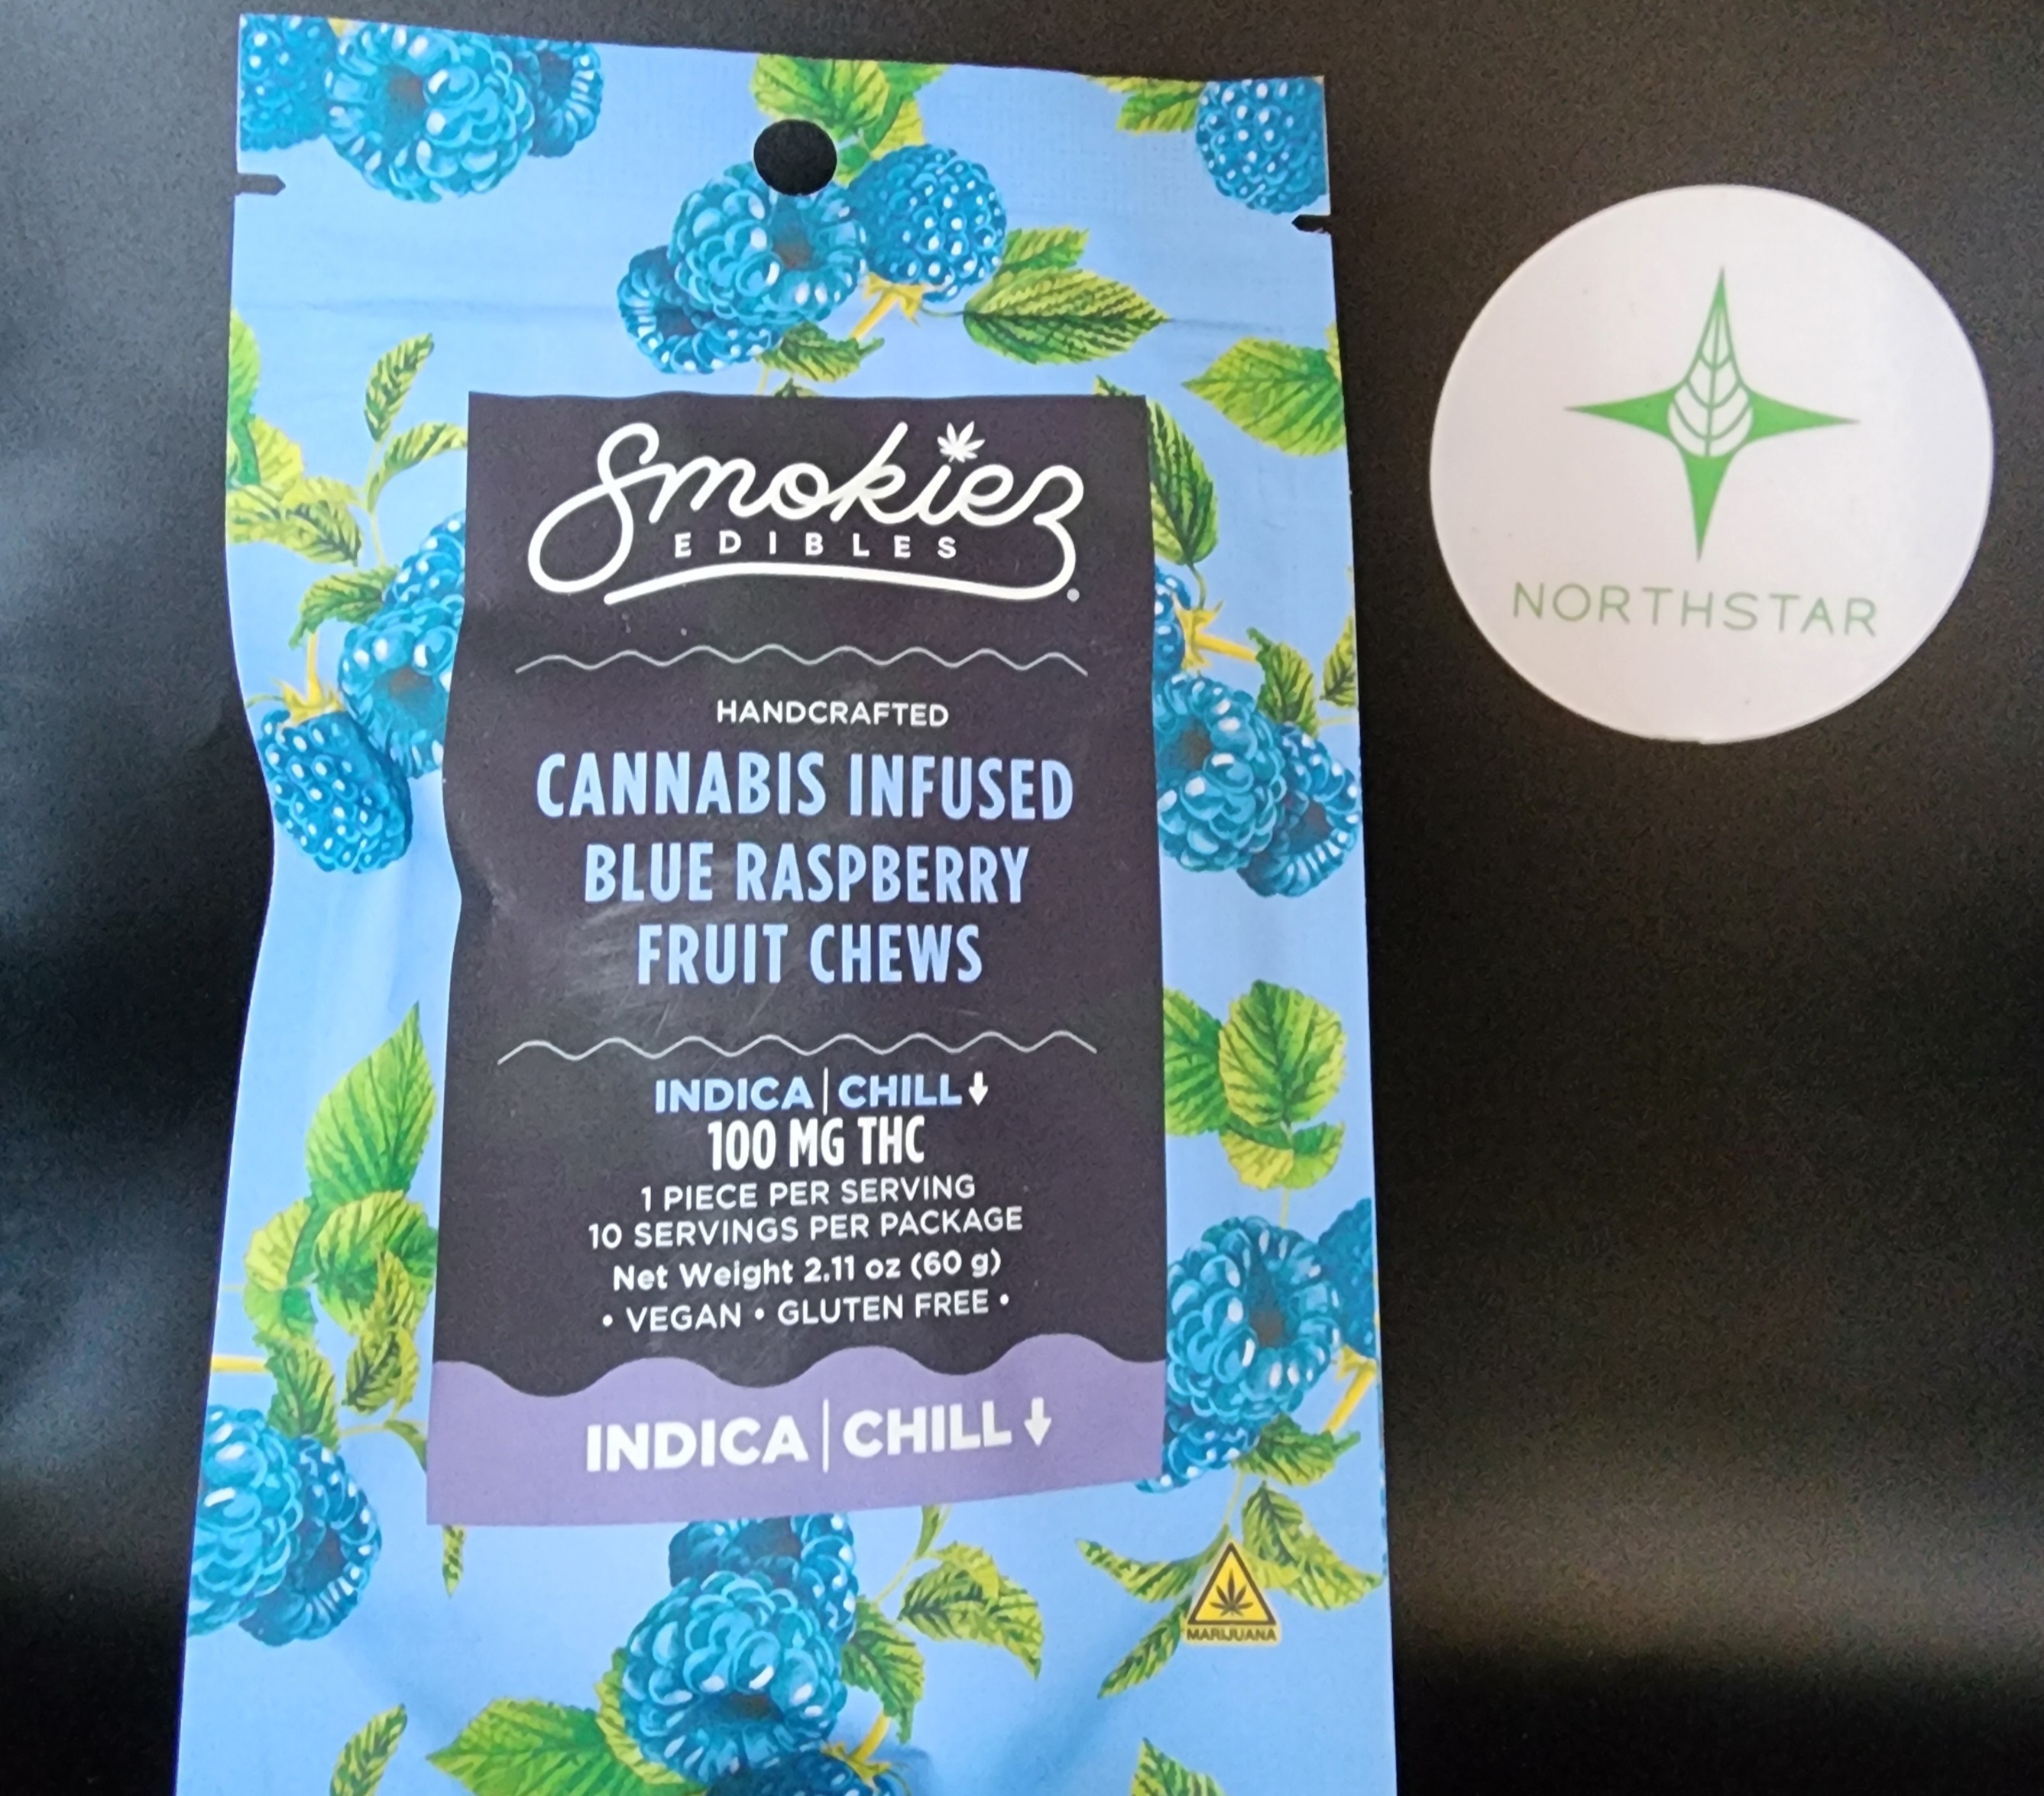 Smokiez
EDIBLES
HANDCRAFTED
CANNABIS INFUSED
BLUE RASPBERRY
FRUIT CHEWS
INDICA | CHILL↓
100 MG THC
1 PIECE PER SERVING
10 SERVINGS PER PACKAGE
Net Weight 2.11 oz (60 g)
• VEGAN • GLUTEN FREE •
INDICA | CHILL↓
MARIJUANA
NORTHSTAR